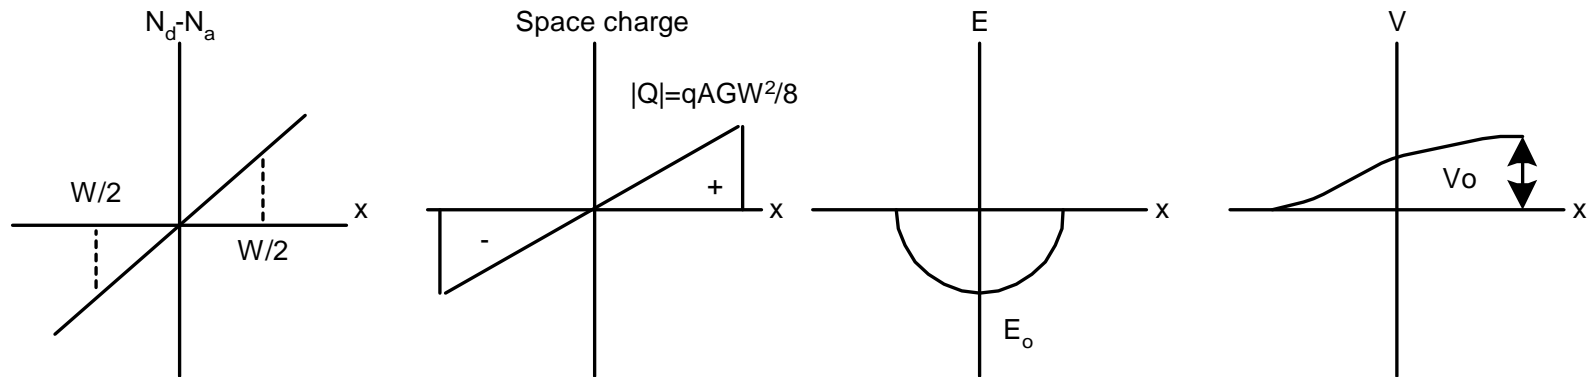 N_d-N_a
W/2
W/2
x
Space charge
|Q|=qAGW²/8
+
-
x
E
x
E_o
V
Vo
x